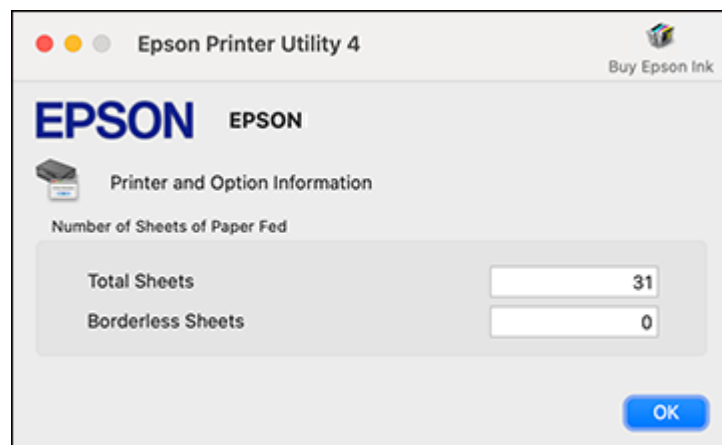 Epson Printer Utility 4
Buy Epson Ink
EPSON EPSON
Printer and Option Information
Number of Sheets of Paper Fed
Total Sheets 31
Borderless Sheets 0
OK